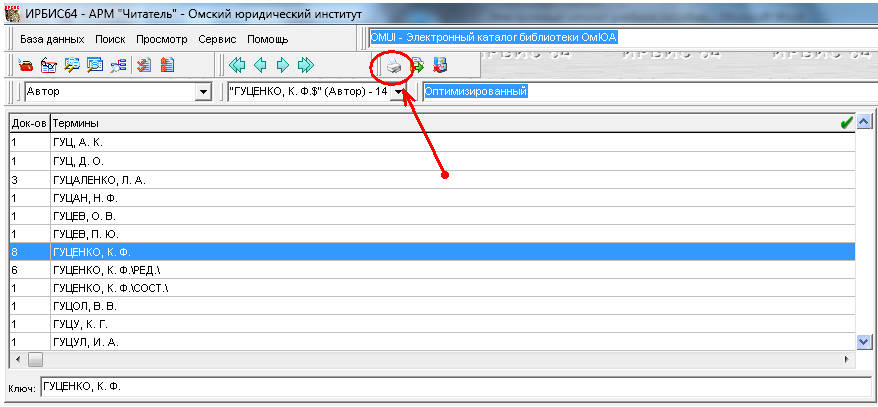 ИРБИС64 - АРМ "Читатель" - Омский юридический институт
База данных Поиск Просмотр Сервис Помощь
OMUI - Электронный каталог библиотеки ОмЮА
Автор
"ГУЦЕНКО, К. Ф.$" (Автор) - 14
Оптимизированный
Док-ов Термины
1 ГУЦ, А. К.
1 ГУЦ, Д. О.
3 ГУЦАЛЕНКО, Л. А.
1 ГУЦАН, Н. Ф.
1 ГУЦЕВ, О. В.
1 ГУЦЕВ, П. Ю.
8 ГУЦЕНКО, К. Ф.
6 ГУЦЕНКО, К. Ф.\РЕД.\
1 ГУЦЕНКО, К. Ф.\СОСТ.\
1 ГУЦОЛ, В. В.
1 ГУЦУ, К. Г.
1 ГУЦУЛ, И. А.
Ключ: ГУЦЕНКО, К. Ф.